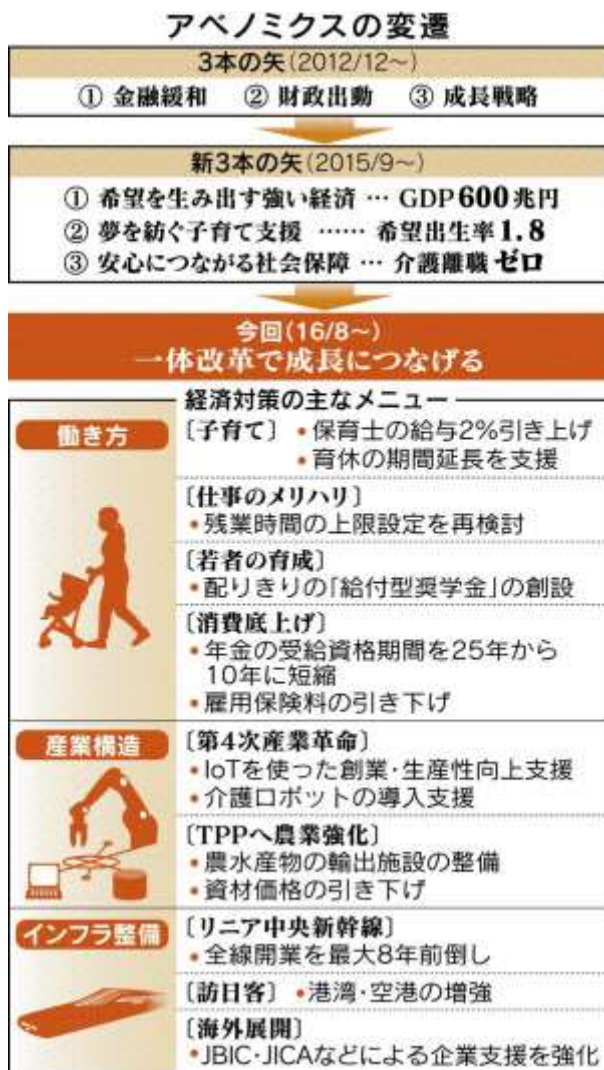 アベノミクスの変遷
3本の矢(2012/12〜)
① 金融緩和 ② 財政出動 ③ 成長戦略
新3本の矢(2015/9〜)
① 希望を生み出す強い経済 … GDP600兆円
② 夢を紡ぐ子育て支援 …… 希望出生率1.8
③ 安心につながる社会保障 … 介護離職ゼロ
今回(16/8〜)
一体改革で成長につなげる
経済対策の主なメニュー
働き方
〔子育て〕 •保育士の給与2%引き上げ
•育休の期間延長を支援
〔仕事のメリハリ〕
•残業時間の上限設定を再検討
〔若者の育成〕
•配りきりの「給付型奨学金」の創設
〔消費底上げ〕
•年金の受給資格期間を25年から
10年に短縮
•雇用保険料の引き下げ
産業構造
〔第4次産業革命〕
•IoTを使った創業・生産性向上支援
•介護ロボットの導入支援
〔TPPへ農業強化〕
•農水産物の輸出施設の整備
•資材価格の引き下げ
インフラ整備
〔リニア中央新幹線〕
•全線開業を最大8年前倒し
〔訪日客〕 •港湾・空港の増強
〔海外展開〕
•JBIC・JICAなどによる企業支援を強化